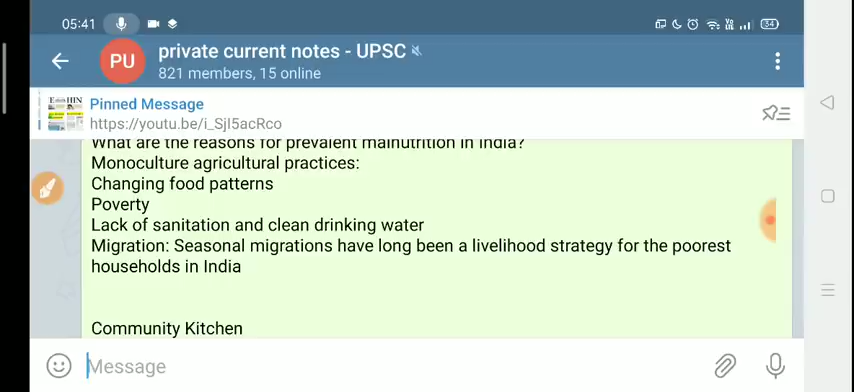 05:41
54
PU
private current notes - UPSC
821 members, 15 online
Pinned Message
https://youtu.be/i_SjI5acRco
What are the reasons for prevalent malnutrition in India?
Monoculture agricultural practices:
Changing food patterns
Poverty
Lack of sanitation and clean drinking water
Migration: Seasonal migrations have long been a livelihood strategy for the poorest
households in India
Community Kitchen
Message